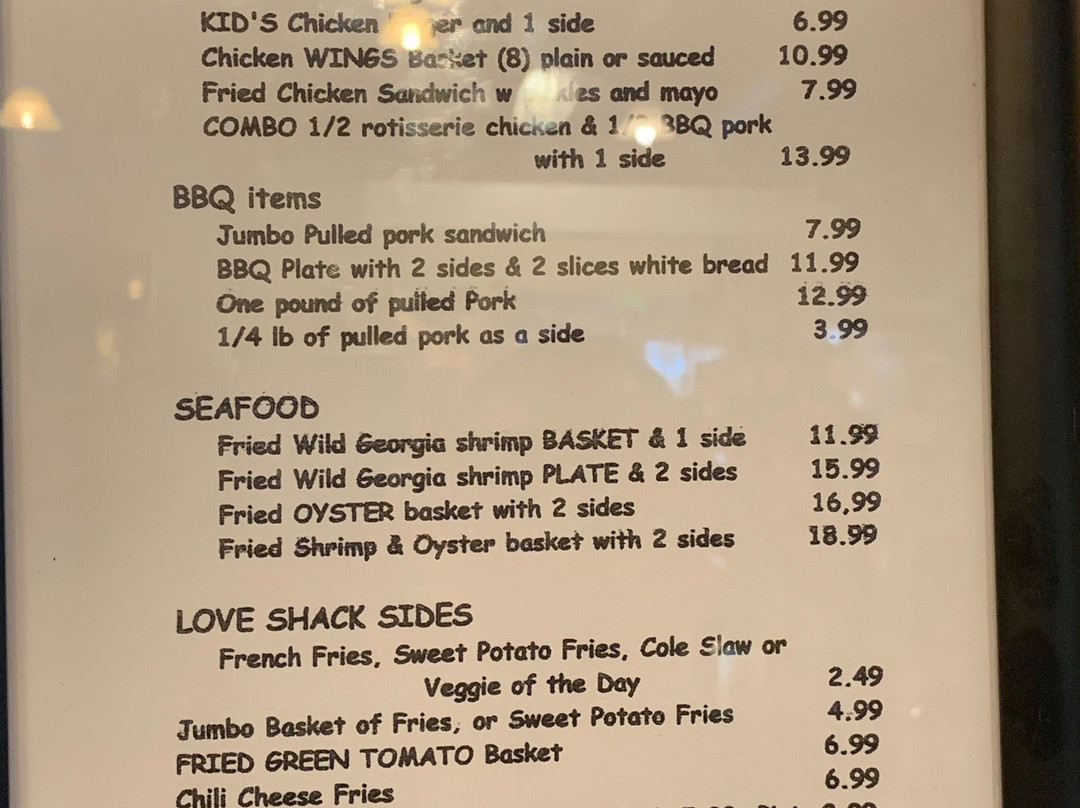 KID'S Chicken and 1 side 6.99
Chicken WINGS Basket (8) plain or sauced 10.99
Fried Chicken Sandwich w and mayo 7.99
COMBO 1/2 rotisserie chicken & BBQ pork
with 1 side 13.99
BBQ items
Jumbo Pulled pork sandwich 7.99
BBQ Plate with 2 sides & 2 slices white bread 11.99
One pound of pulled Pork 12.99
1/4 lb of pulled pork as a side 3.99
SEAFOOD
Fried Wild Georgia shrimp BASKET & 1 side 11.99
Fried Wild Georgia shrimp PLATE & 2 sides 15.99
Fried OYSTER basket with 2 sides 16,99
Fried Shrimp & Oyster basket with 2 sides 18.99
LOVE SHACK SIDES
French Fries, Sweet Potato Fries, Cole Slaw or
Veggie of the Day 2.49
Jumbo Basket of Fries, or Sweet Potato Fries 4.99
FRIED GREEN TOMATO Basket 6.99
Chili Cheese Fries 6.99